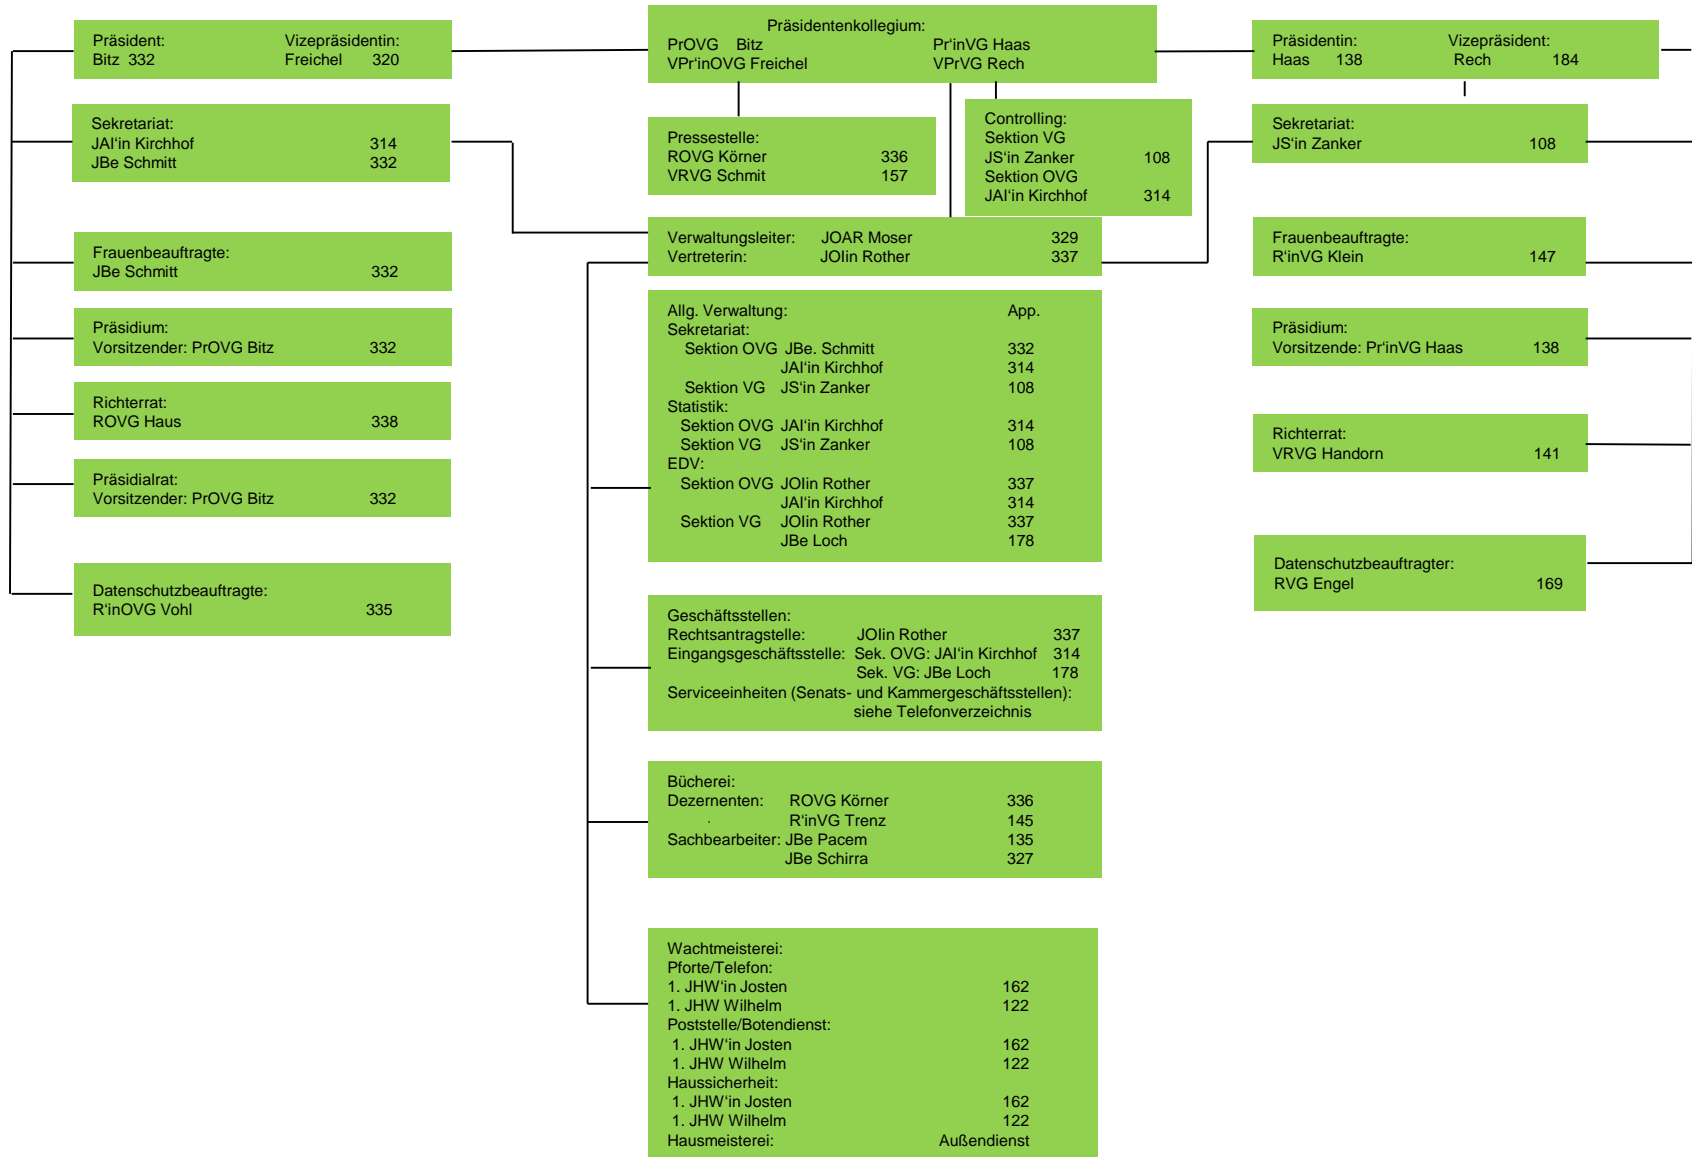 Präsident: Vizepräsidentin:
Bitz 332 Freichel 320
Sekretariat:
JAI'in Kirchhof 314
JBe Schmitt 332
Frauenbeauftragte:
JBe Schmitt 332
Präsidium:
Vorsitzender: PrOVG Bitz 332
Richterrat:
ROVG Haus 338
Präsidialrat:
Vorsitzender: PrOVG Bitz 332
Datenschutzbeauftragte:
R'inOVG Vohl 335
Präsidentenkollegium:
PrOVG Bitz Pr'inVG Haas
VPr'inOVG Freichel VPrVG Rech
Pressestelle:
ROVG Körner 336
VRVG Schmit 157
Controlling:
Sektion VG
JS'in Zanker 108
Sektion OVG
JAI'in Kirchhof 314
Verwaltungsleiter: JOAR Moser 329
Vertreterin: JOIin Rother 337
Allg. Verwaltung: App.
Sekretariat:
Sektion OVG JBe. Schmitt 332
JAI'in Kirchhof 314
Sektion VG JS'in Zanker 108
Statistik:
Sektion OVG JAI'in Kirchhof 314
Sektion VG JS'in Zanker 108
EDV:
Sektion OVG JOIin Rother 337
JAI'in Kirchhof 314
Sektion VG JOIin Rother 337
JBe Loch 178
Geschäftsstellen:
Rechtsantragstelle: JOIin Rother 337
Eingangsgeschäftsstelle: Sek. OVG: JAI'in Kirchhof 314
Sek. VG: JBe Loch 178
Serviceeinheiten (Senats- und Kammergeschäftsstellen):
siehe Telefonverzeichnis
Bücherei:
Dezernenten: ROVG Körner 336
R'inVG Trenz 145
Sachbearbeiter: JBe Pacem 135
JBe Schirra 327
Wachtmeisterei:
Pforte/Telefon:
1. JHW'in Josten 162
1. JHW Wilhelm 122
Poststelle/Botendienst:
1. JHW'in Josten 162
1. JHW Wilhelm 122
Haussicherheit:
1. JHW'in Josten 162
1. JHW Wilhelm 122
Hausmeisterei: Außendienst
Präsidentin: Vizepräsident:
Haas 138 Rech 184
Sekretariat:
JS'in Zanker 108
Frauenbeauftragte:
R'inVG Klein 147
Präsidium:
Vorsitzende: Pr'inVG Haas 138
Richterrat:
VRVG Handorn 141
Datenschutzbeauftragter:
RVG Engel 169